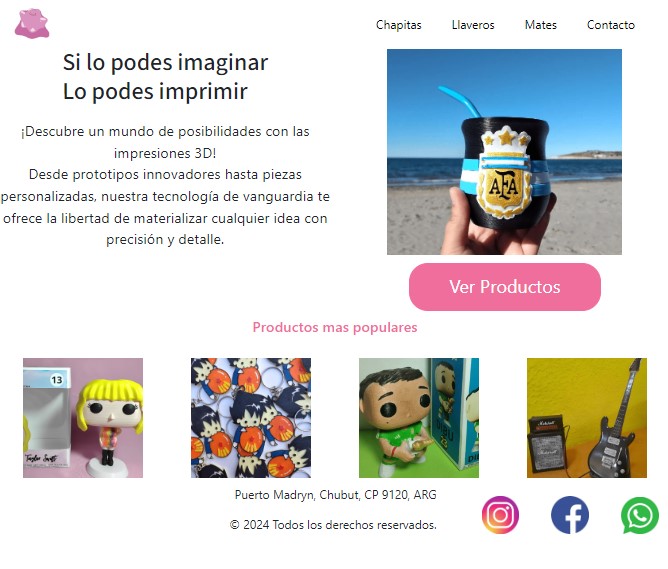 Chapitas Llaveros Mates Contacto
Si lo podes imaginar
Lo podes imprimir
¡Descubre un mundo de posibilidades con las
impresiones 3D!
Desde prototipos innovadores hasta piezas
personalizadas, nuestra tecnología de vanguardia te
ofrece la libertad de materializar cualquier idea con
precisión y detalle.
AFA
Ver Productos
Productos mas populares
13
Taylor Swift
Marshall
Marshall
Puerto Madryn, Chubut, CP 9120, ARG
© 2024 Todos los derechos reservados.